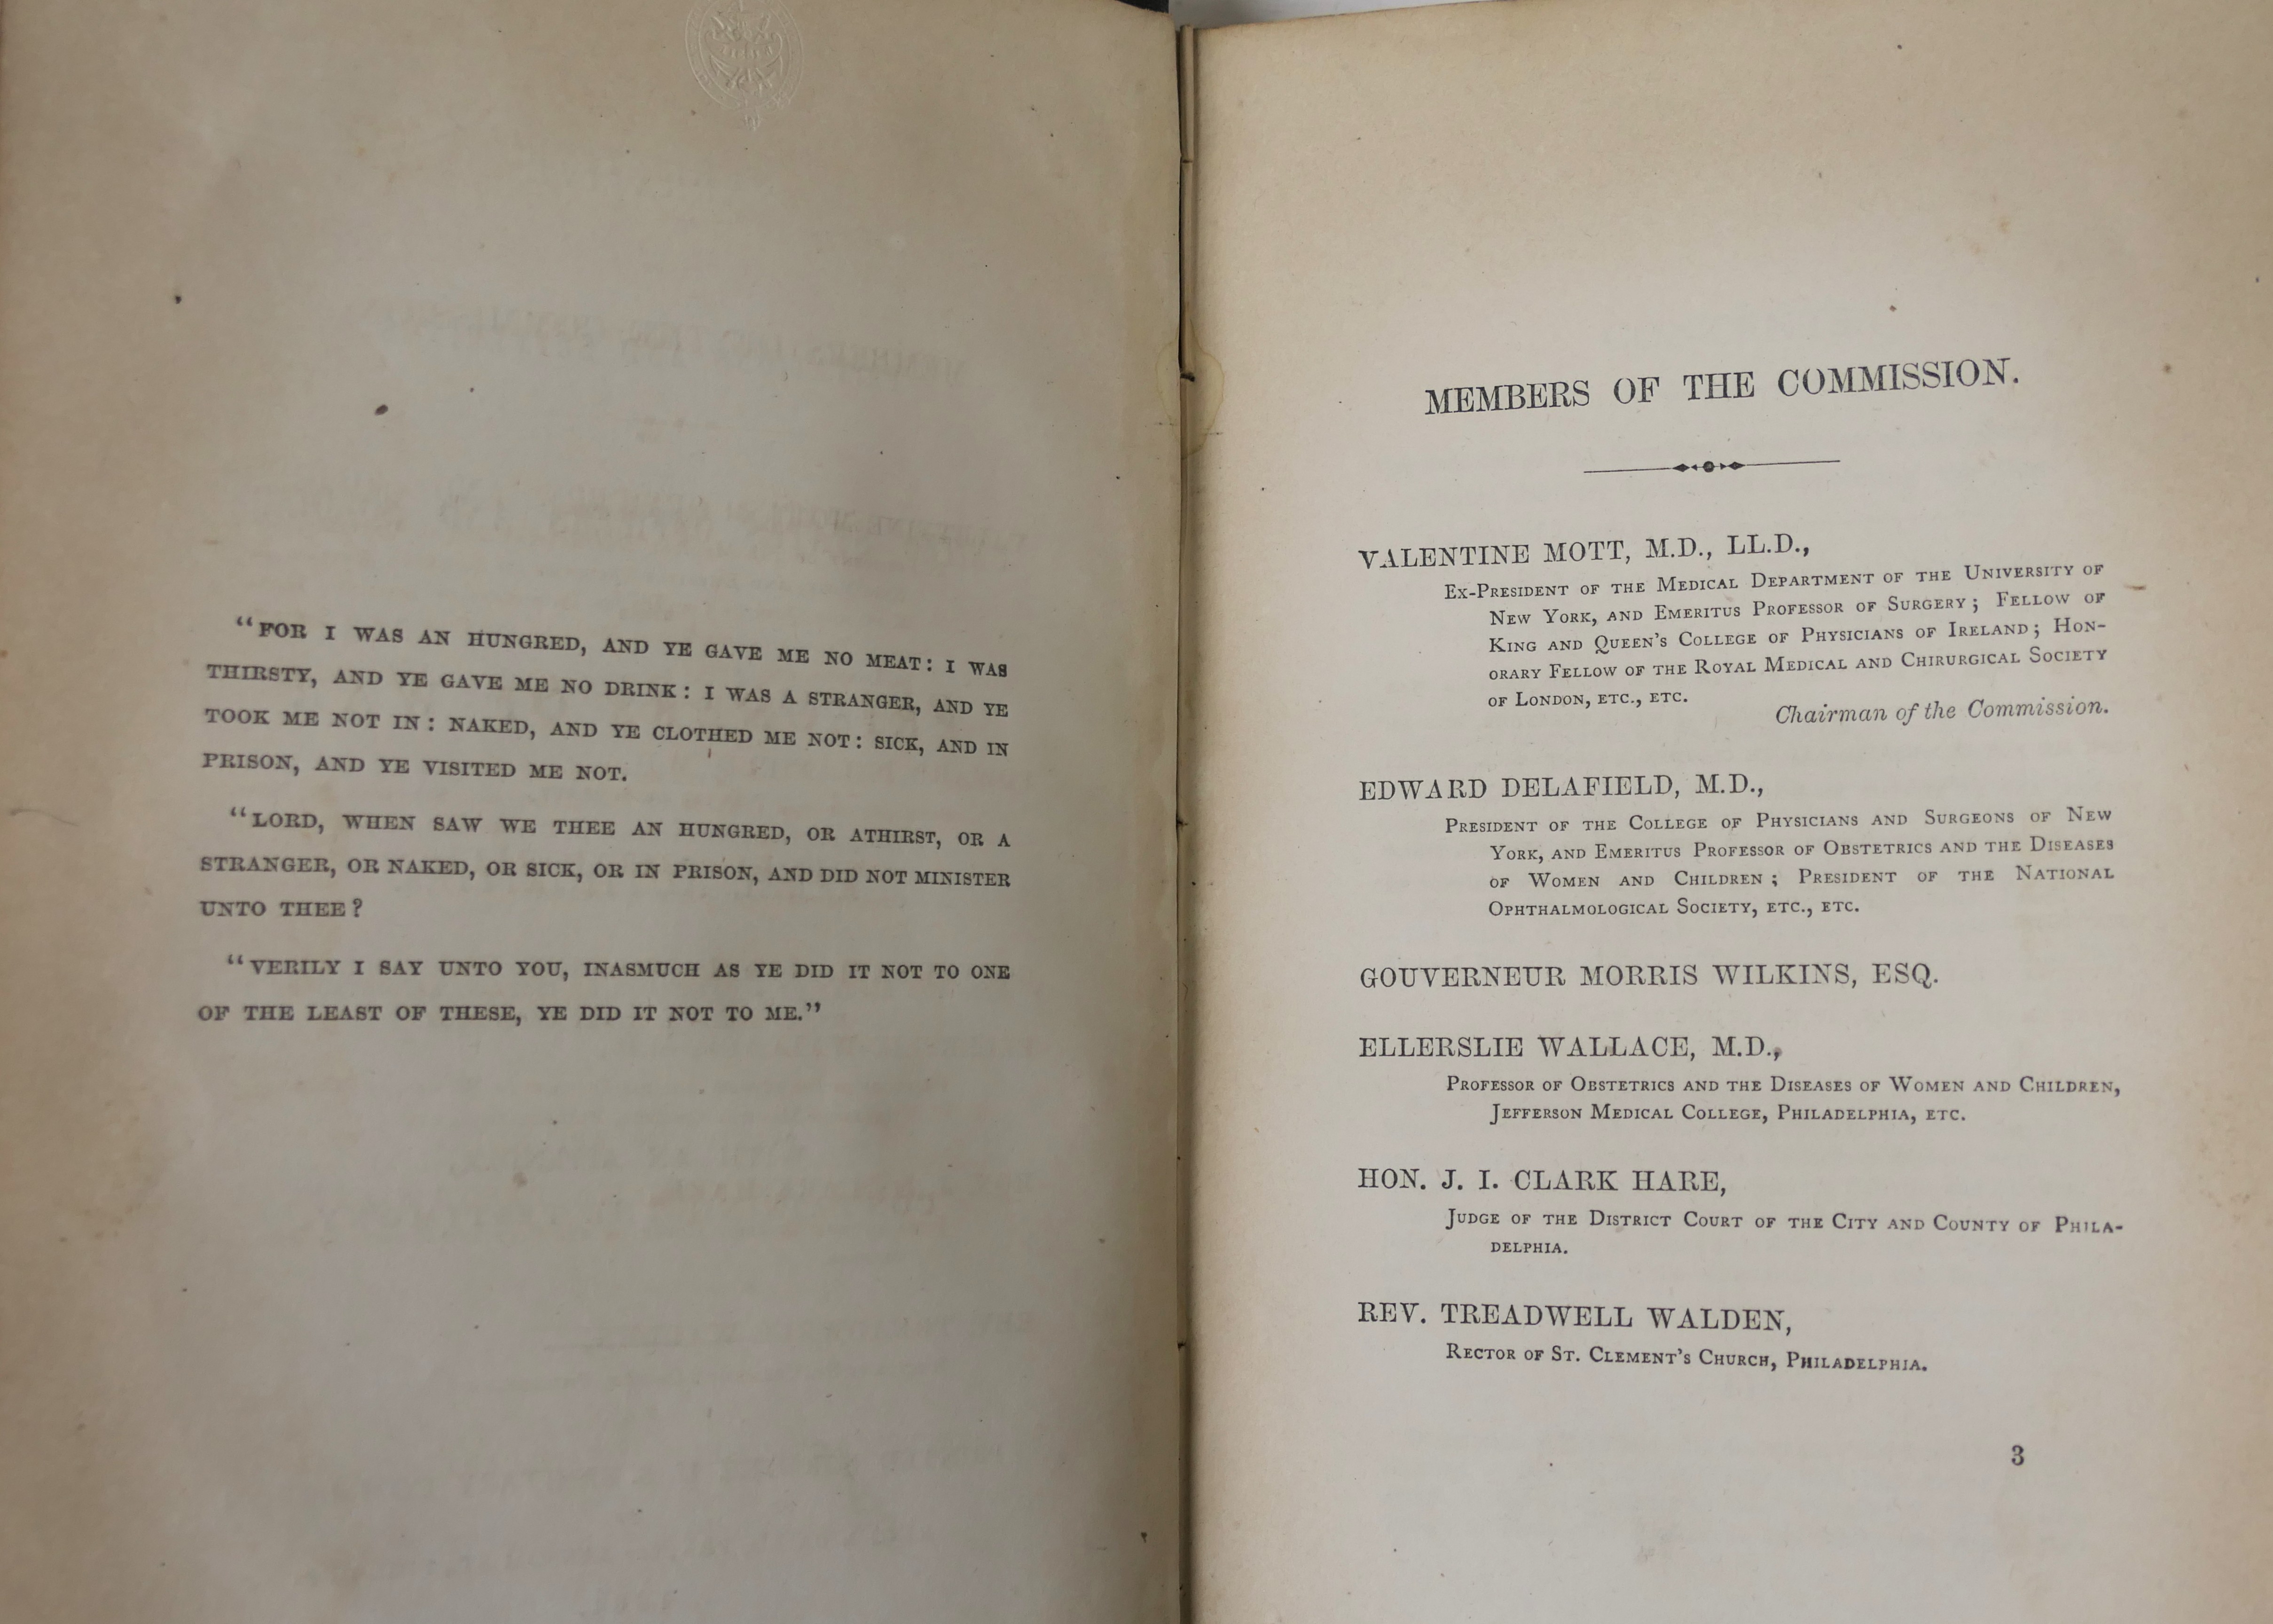 “FOR I WAS AN HUNGRED, AND YE GAVE ME NO MEAT: I WAS
THIRSTY, AND YE GAVE ME NO DRINK: I WAS A STRANGER, AND YE
TOOK ME NOT IN: NAKED, AND YE CLOTHED ME NOT: SICK, AND IN
PRISON, AND YE VISITED ME NOT.
“LORD, WHEN SAW WE THEE AN HUNGRED, OR ATHIRST, OR A
STRANGER, OR NAKED, OR SICK, OR IN PRISON, AND DID NOT MINISTER
UNTO THEE?
“VERILY I SAY UNTO YOU, INASMUCH AS YE DID IT NOT TO ONE
OF THE LEAST OF THESE, YE DID IT NOT TO ME.”
MEMBERS OF THE COMMISSION.
VALENTINE MOTT, M.D., LL.D.,
Ex-President of the Medical Department of the University of
New York, and Emeritus Professor of Surgery; Fellow of
King and Queen's College of Physicians of Ireland; Hon-
orary Fellow of the Royal Medical and Chirurgical Society
of London, etc., etc.
Chairman of the Commission.
EDWARD DELAFIELD, M.D.,
President of the College of Physicians and Surgeons of New
York, and Emeritus Professor of Obstetrics and the Diseases
of Women and Children; President of the National
Ophthalmological Society, etc., etc.
GOUVERNEUR MORRIS WILKINS, ESQ.
ELLERSLIE WALLACE, M.D.,
Professor of Obstetrics and the Diseases of Women and Children,
Jefferson Medical College, Philadelphia, etc.
HON. J. I. CLARK HARE,
Judge of the District Court of the City and County of Phila-
delphia.
REV. TREADWELL WALDEN,
Rector of St. Clement's Church, Philadelphia.
3